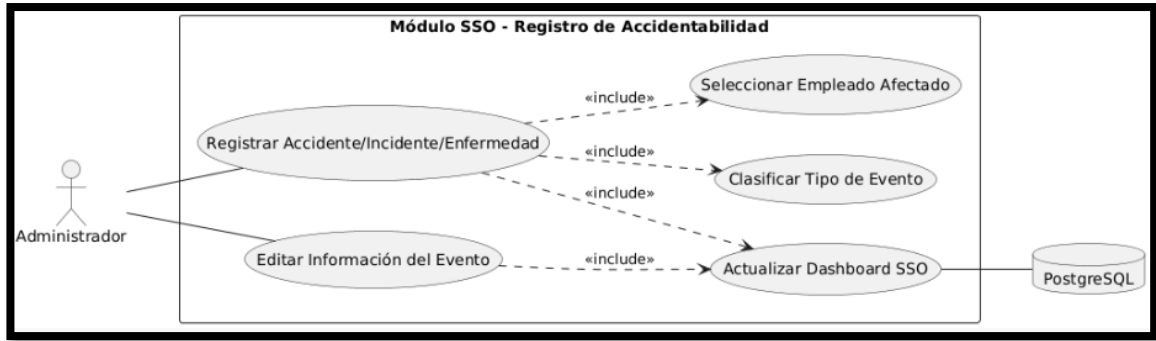 Módulo SSO - Registro de Accidentabilidad
Seleccionar Empleado Afectado
«include»
Registrar Accidente/Incidente/Enfermedad
«include»
Clasificar Tipo de Evento
«include»
Administrador
Editar Información del Evento
«include»
Actualizar Dashboard SSO
PostgreSQL